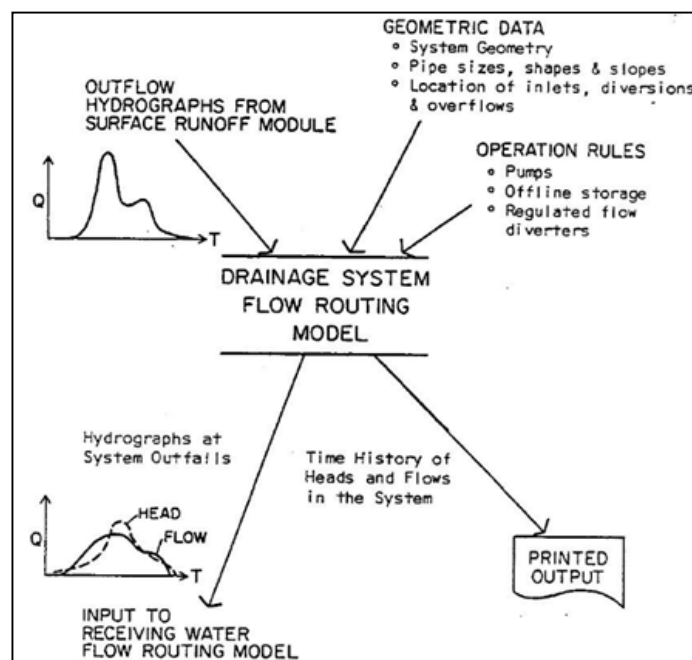 GEOMETRIC DATA
° System Geometry
° Pipe sizes, shapes & slopes
° Location of inlets, diversions
& overflows
OUTFLOW
HYDROGRAPHS FROM
SURFACE RUNOFF MODULE
OPERATION RULES
° Pumps
° Offline storage
° Regulated flow
diverters
Q
T
DRAINAGE SYSTEM
FLOW ROUTING
MODEL
Hydrographs at
System Outfalls
Time History of
Heads and Flows
in the System
HEAD
FLOW
Q
T
PRINTED
OUTPUT
INPUT TO
RECEIVING WATER
FLOW ROUTING MODEL